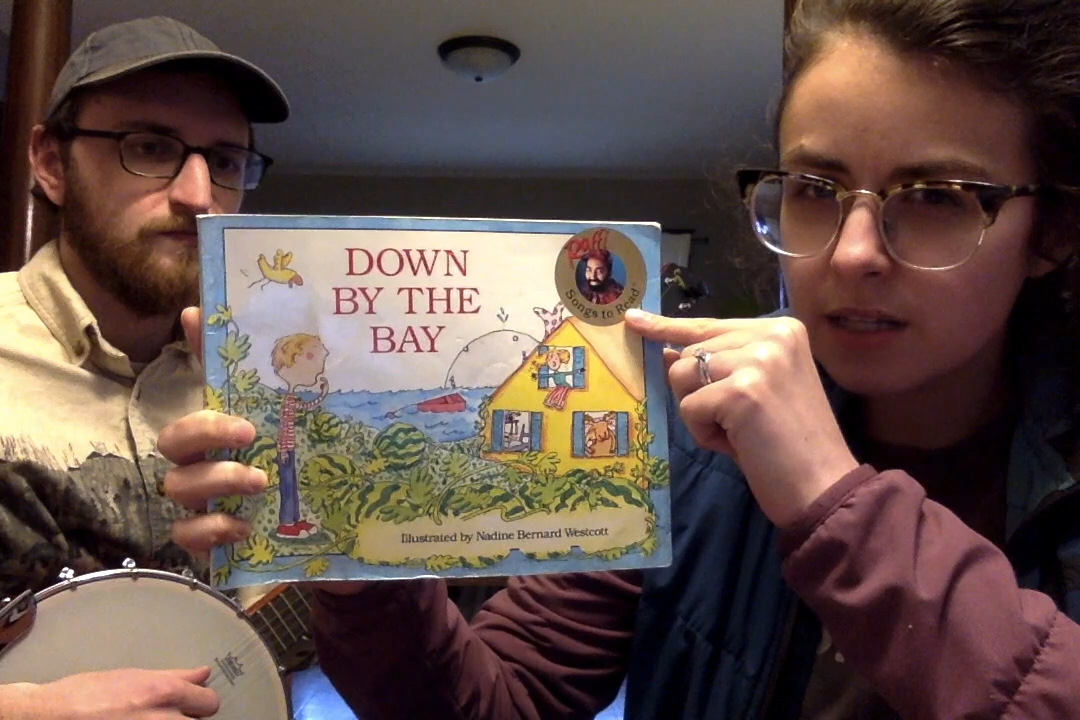 DOWN
BY THE
BAY
Raffi
Songs to Read
Illustrated by Nadine Bernard Westcott